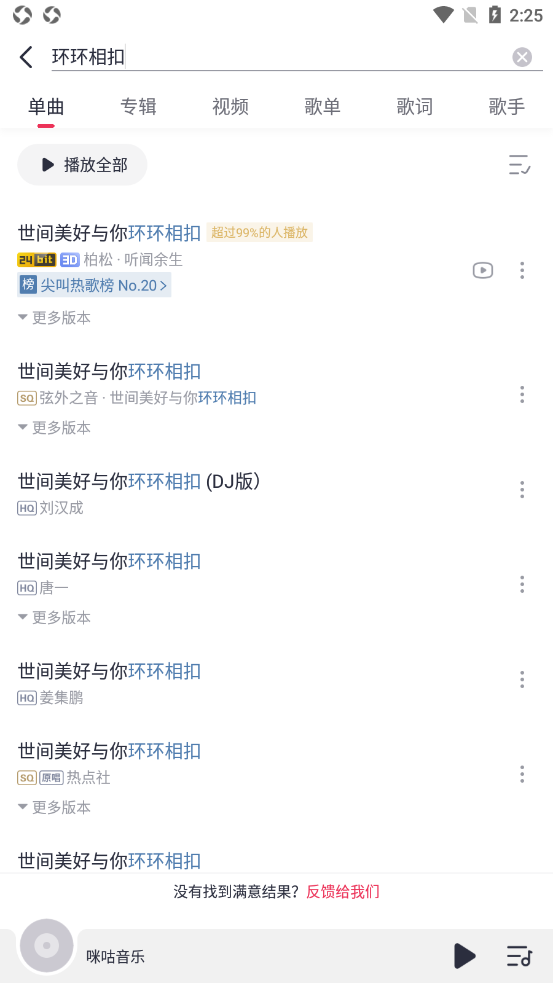 2:25
环环相扣
单曲 专辑 视频 歌单 歌词 歌手
播放全部
世间美好与你环环相扣 超过99%的人播放
24bit 3D 柏松 · 听闻余生
榜 尖叫热歌榜 No.20 >
更多版本
世间美好与你环环相扣
SQ 弦外之音 · 世间美好与你环环相扣
更多版本
世间美好与你环环相扣 (DJ版）
HQ 刘汉成
世间美好与你环环相扣
HQ 唐一
更多版本
世间美好与你环环相扣
HQ 姜集鹏
世间美好与你环环相扣
SQ 原唱 热点社
更多版本
世间美好与你环环相扣
没有找到满意结果？反馈给我们
咪咕音乐